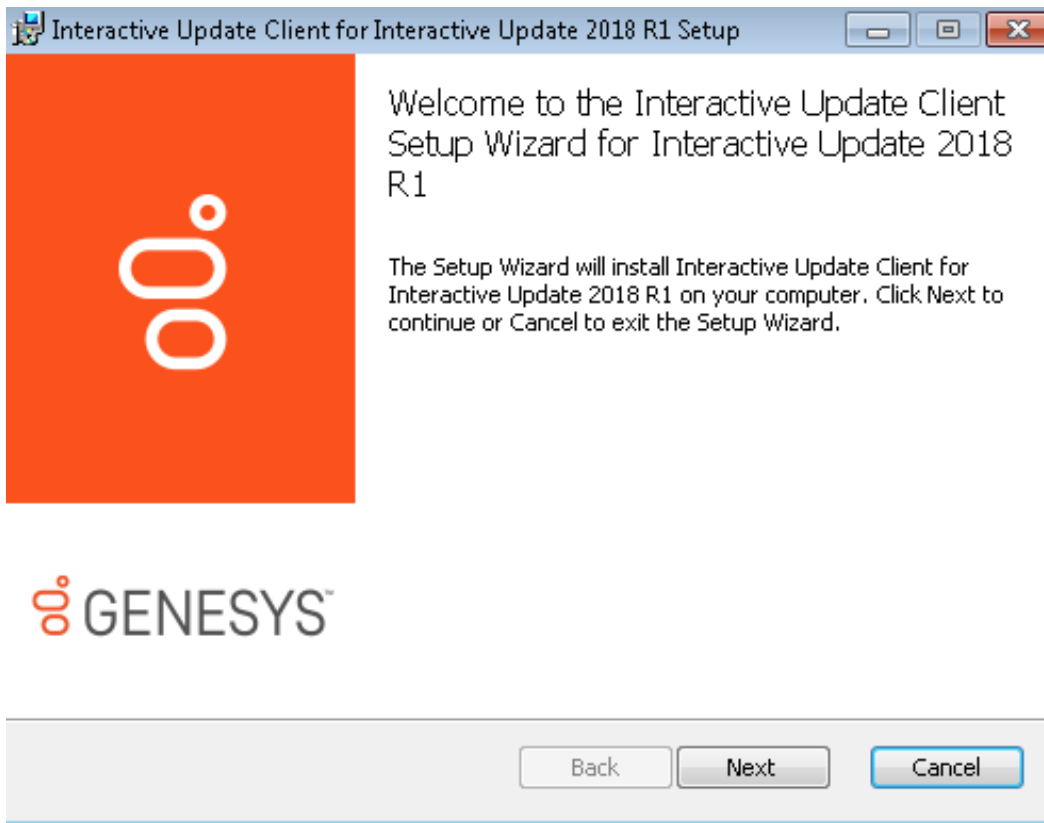 Interactive Update Client for Interactive Update 2018 R1 Setup
Welcome to the Interactive Update Client
Setup Wizard for Interactive Update 2018
R1
The Setup Wizard will install Interactive Update Client for
Interactive Update 2018 R1 on your computer. Click Next to
continue or Cancel to exit the Setup Wizard.
GENESYS™
Back
Next
Cancel